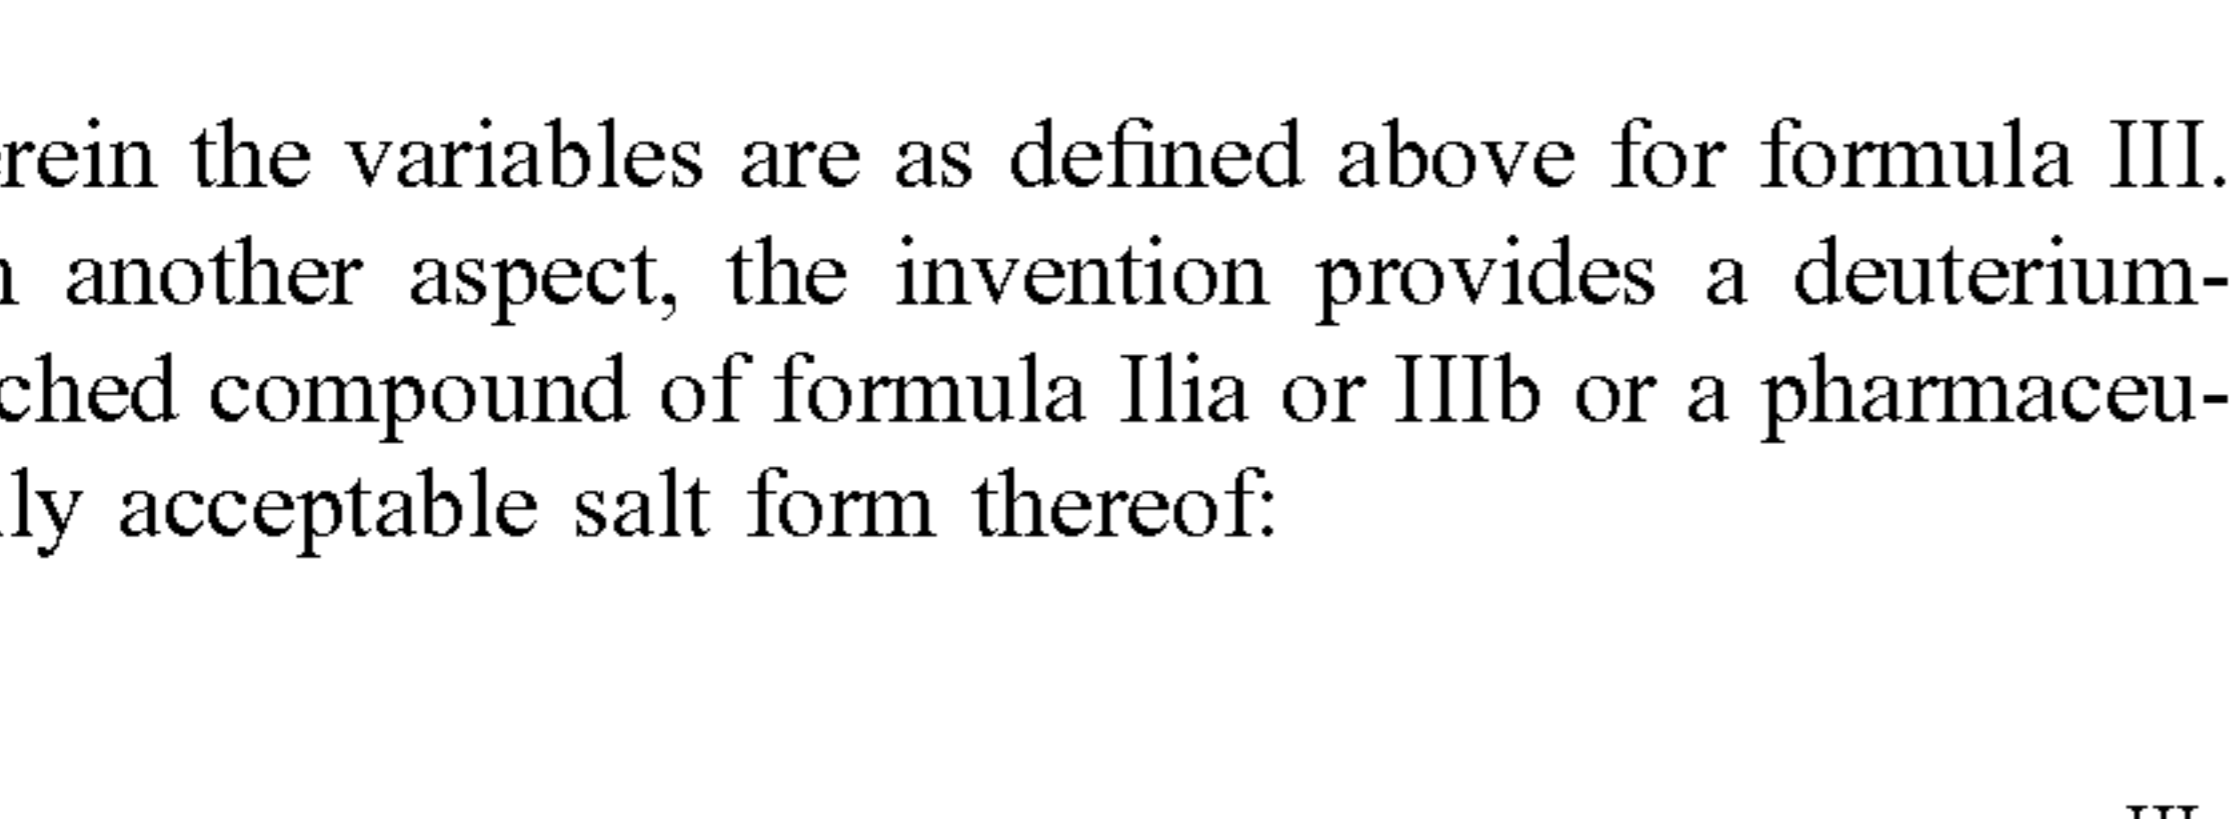 rein the variables are as defined above for formula III.
another aspect, the invention provides a deuterium-
ched compound of formula Ilia or IIIb or a pharmaceu-
lly acceptable salt form thereof: